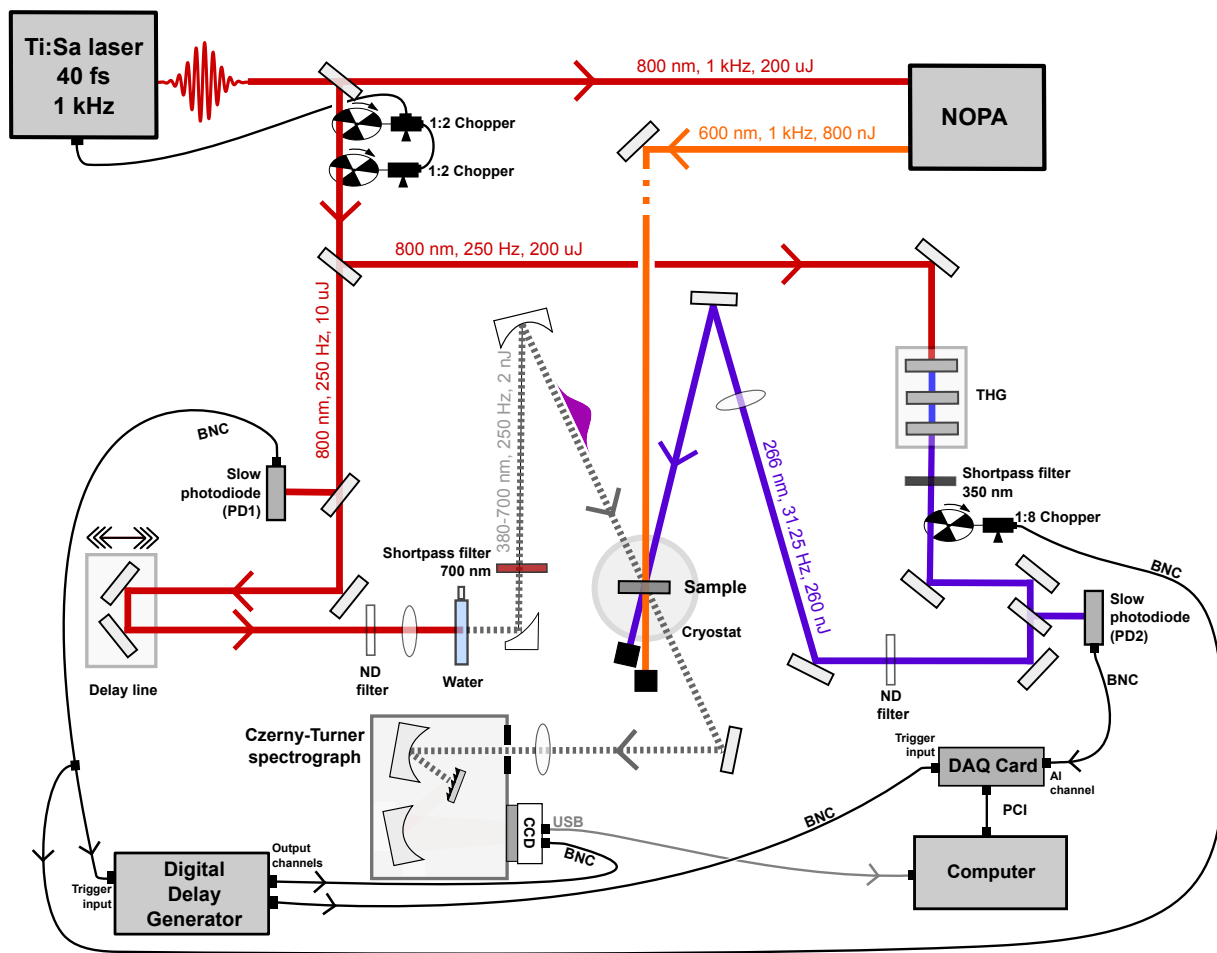 Ti:Sa laser
40 fs
1 kHz
800 nm, 1 kHz, 200 uJ
NOPA
600 nm, 1 kHz, 800 nJ
1:2 Chopper
1:2 Chopper
800 nm, 250 Hz, 200 uJ
800 nm, 250 Hz, 10 uJ
380-700 nm, 250 Hz, 2 nJ
THG
BNC
Slow
photodiode
(PD1)
Shortpass filter
350 nm
1:8 Chopper
266 nm, 31.25 Hz, 260 nJ
Shortpass filter
700 nm
BNC
Sample
Slow
photodiode
(PD2)
Cryostat
Delay line
ND
filter
Water
ND
filter
BNC
Czerny-Turner
spectrograph
Trigger
input
DAQ Card
AI
channel
PCI
CCD
USB
BNC
BNC
Computer
Output
channels
Trigger
input
Digital
Delay
Generator